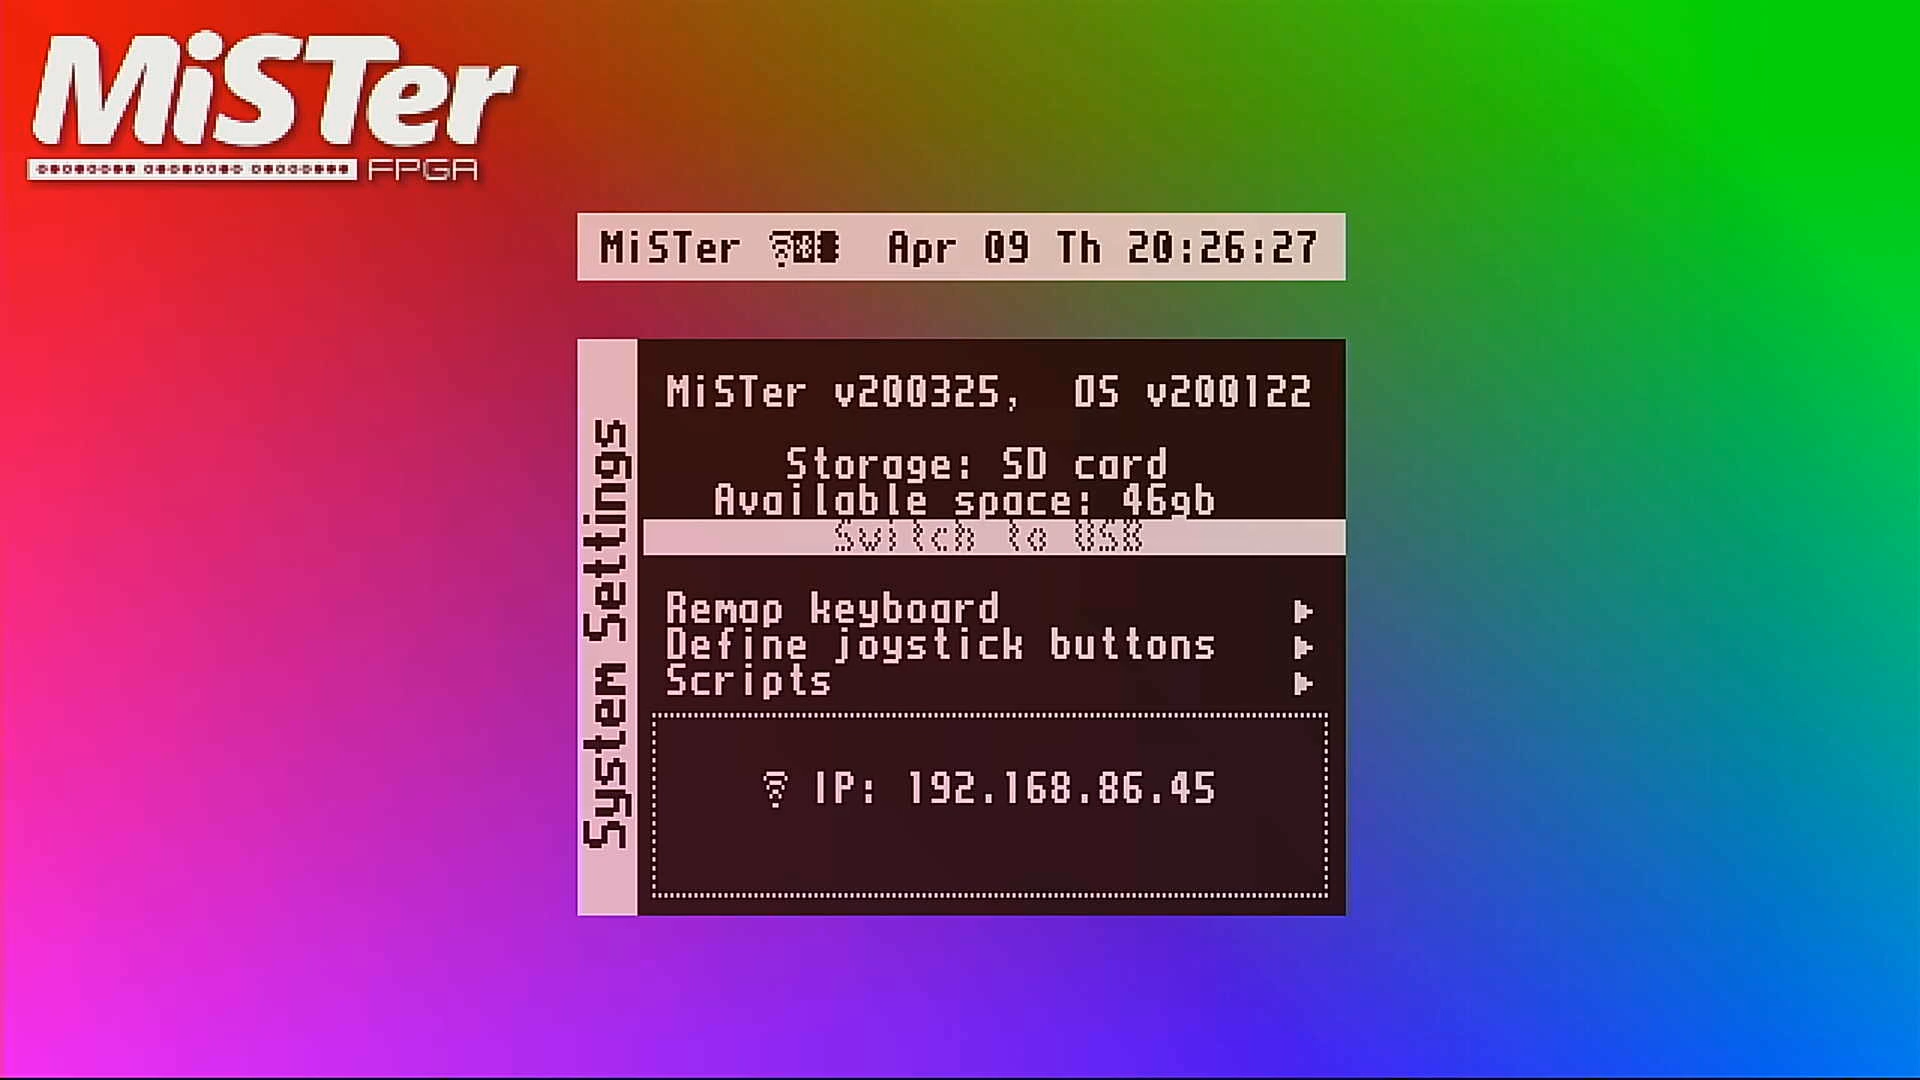 MiSTer
FPGA
MiSTer Apr 09 Th 20:26:27
System Settings
MiSTer v200325, OS v200122
Storage: SD card
Available space: 46gb
Switch to USB
Remap keyboard
Define joystick buttons
Scripts
IP: 192.168.86.45